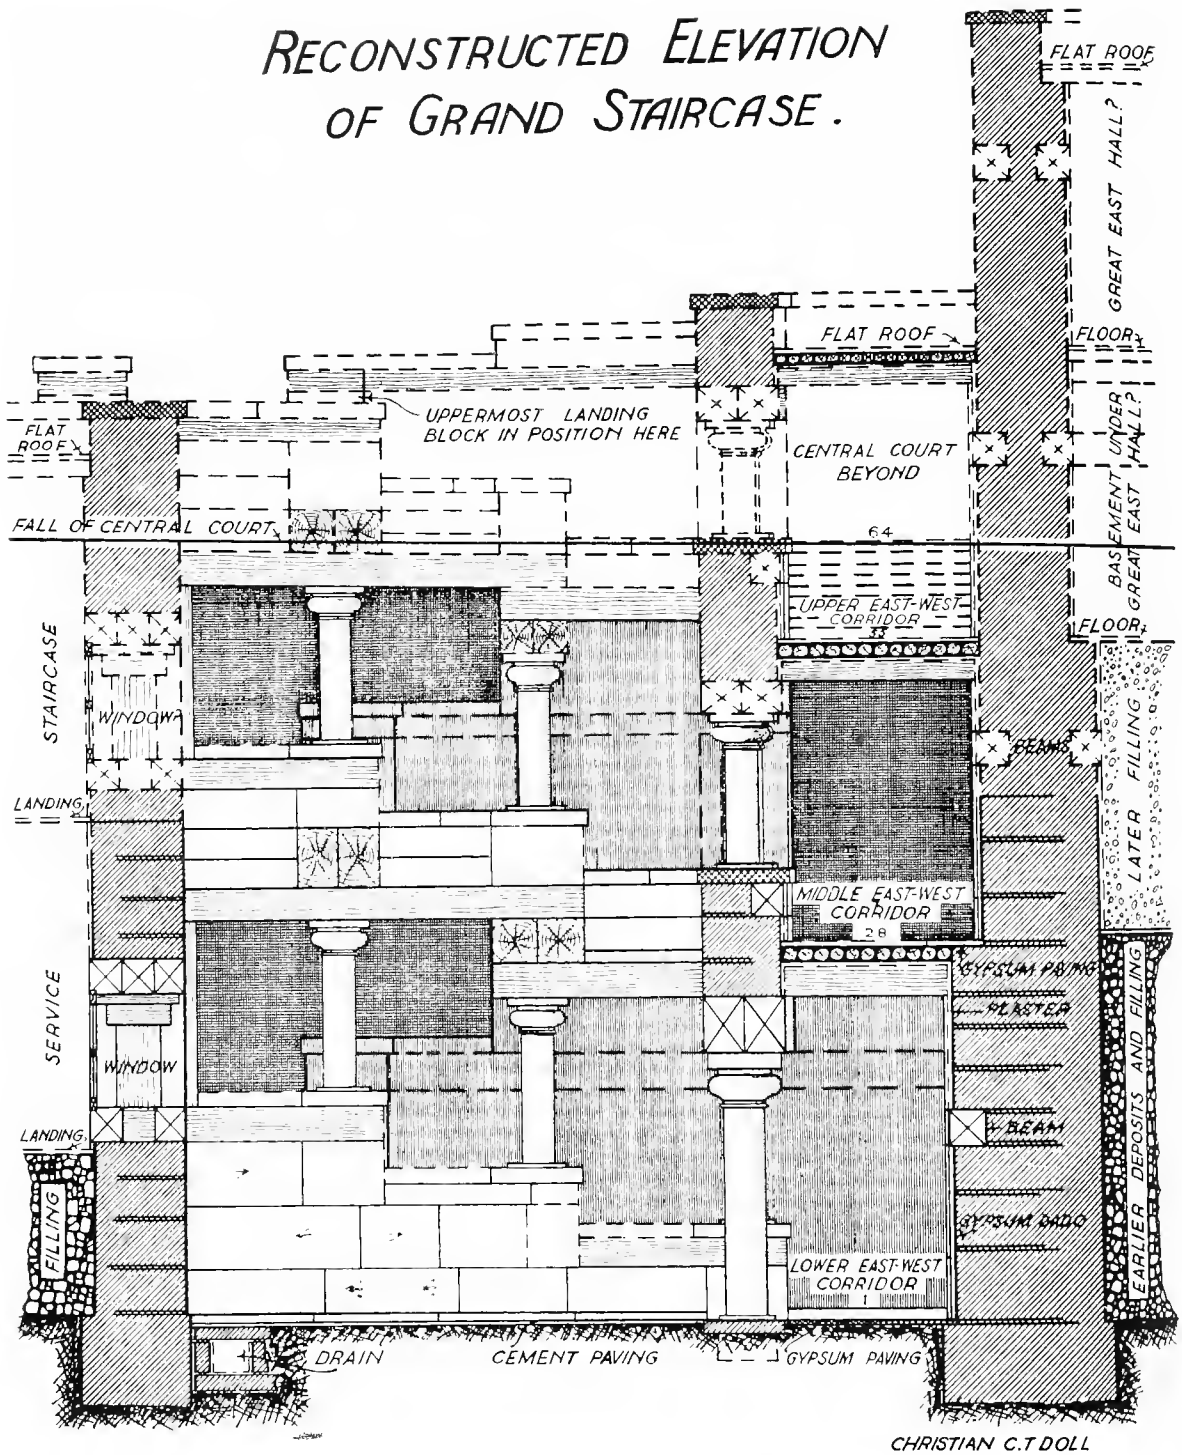 RECONSTRUCTED ELEVATION
OF GRAND STAIRCASE.
FLAT ROOF
GREAT EAST HALL?
FLAT ROOF
FLOOR
UPPERMOST LANDING
BLOCK IN POSITION HERE
FLAT
ROOF
CENTRAL COURT
BEYOND
BASEMENT UNDER
GREAT EAST HALL?
FALL OF CENTRAL COURT
64
UPPER EAST-WEST
CORRIDOR
33
FLOOR
STAIRCASE
WINDOW
BEAMS
LANDING
LATER FILLING
MIDDLE EAST-WEST
CORRIDOR
28
GYPSUM PAVING
PLASTER
SERVICE
WINDOW
BEAM
LANDING
EARLIER DEPOSITS AND FILLING
FILLING
GYPSUM DADO
LOWER EAST-WEST
CORRIDOR
1
DRAIN
CEMENT PAVING
GYPSUM PAVING
CHRISTIAN C.T DOLL